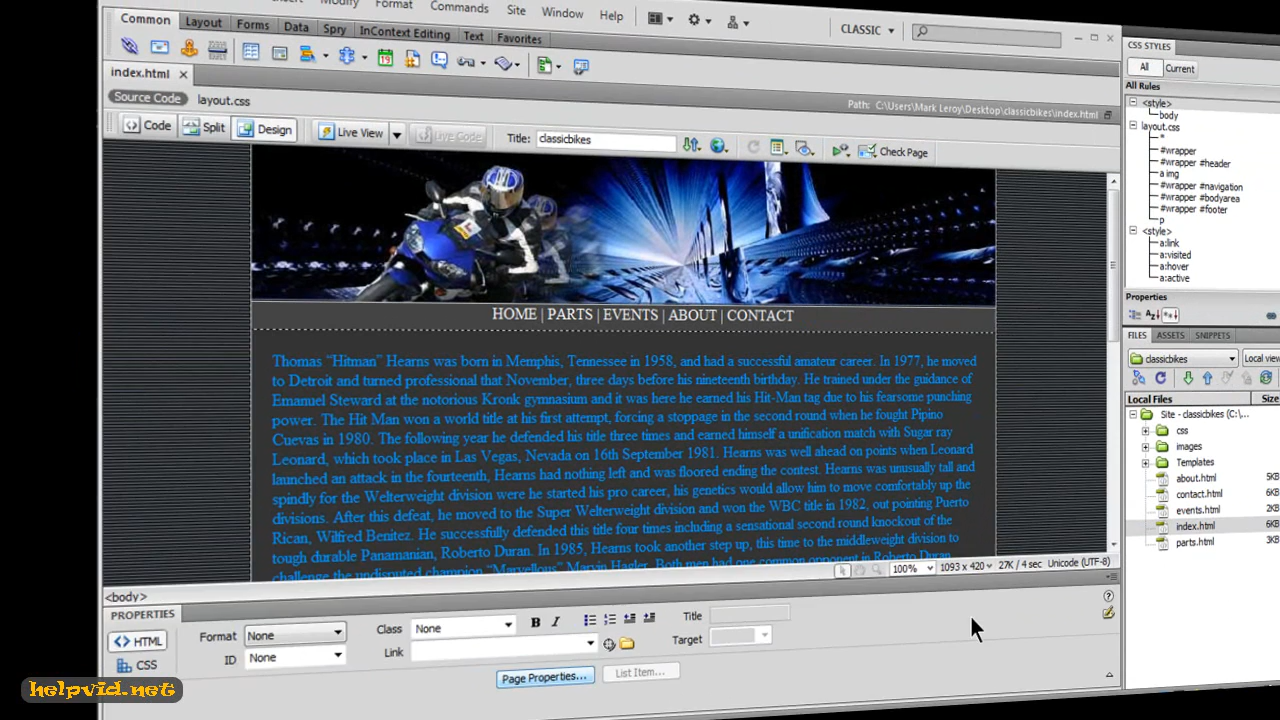 Modify Format Commands Site Window Help CLASSIC
Common Layout Forms Data Spry InContext Editing Text Favorites
index.html
Source Code layout.css
Path: C:\Users\Mark Leroy\Desktop\classicbikes\index.html
Code Split Design Live View Live Code Title: classicbikes Check Page
HOME | PARTS | EVENTS | ABOUT | CONTACT
Thomas “Hitman” Hearns was born in Memphis, Tennessee in 1958, and had a successful amateur career. In 1977, he moved
to Detroit and turned professional that November, three days before his nineteenth birthday. He trained under the guidance of
Emanuel Steward at the notorious Kronk gymnasium and it was here he earned his Hit-Man tag due to his fearsome punching
power. The Hit Man won a world title at his first attempt, forcing a stoppage in the second round when he fought Pipino
Cuevas in 1980. The following year he defended his title three times and earned himself a unification match with Sugar ray
Leonard, which took place in Las Vegas, Nevada on 16th September 1981. Hearns was well ahead on points when Leonard
launched an attack in the fourteenth, Hearns had nothing left and was floored ending the contest. Hearns was unusually tall and
spindly for the Welterweight division were he started his pro career, his genetics would allow him to move comfortably up the
divisions. After this defeat, he moved to the Super Welterweight division and won the WBC title in 1982, out pointing Puerto
Rican, Wilfred Benitez. He successfully defended this title four times including a sensational second round knockout of the
tough durable Panamanian, Roberto Duran. In 1985, Hearns took another step up, this time to the middleweight division to
challenge the undisputed champion “Marvellous” Marvin Hagler. Both men had one common opponent in Roberto Duran
100% 1093 x 420 27K / 4 sec Unicode (UTF-8)
<body>
PROPERTIES
HTML Format None Class None Title
CSS ID None Link Target
Page Properties... List Item...
CSS STYLES
All Current
All Rules
<style>
body
layout.css
*
#wrapper
#wrapper #header
a img
#wrapper #navigation
#wrapper #bodyarea
#wrapper #footer
p
<style>
a:link
a:visited
a:hover
a:active
Properties
FILES ASSETS SNIPPETS
classicbikes Local view
Local Files Size
Site - classicbikes (C:\...
css
images
Templates
about.html 5KB
contact.html 6KB
events.html 6KB
index.html 6KB
parts.html 3KB
helpvid.net